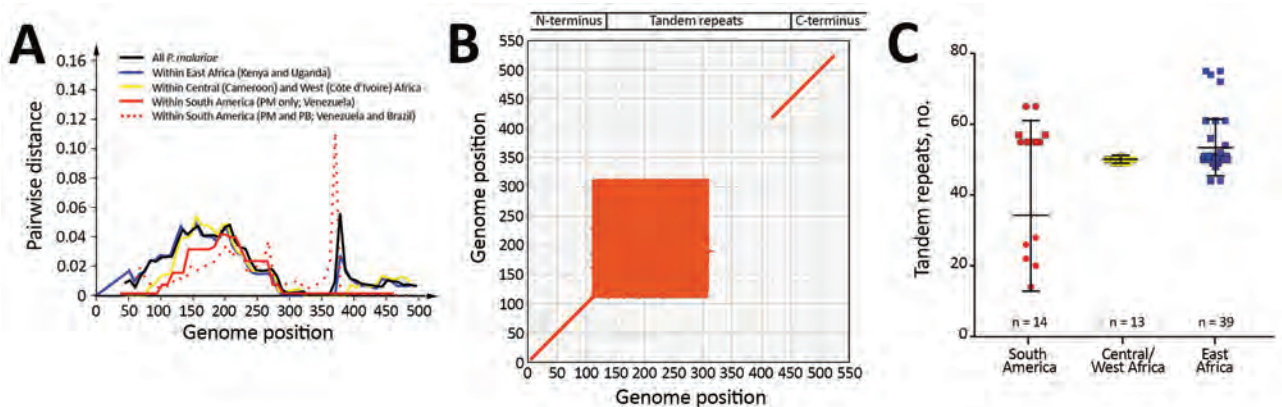 A
Pairwise distance
0.16
0.14
0.12
0.10
0.08
0.06
0.04
0.02
0
All P. malariae
Within East Africa (Kenya and Uganda)
Within Central (Cameroon) and West (Côte d'Ivoire) Africa
Within South America (PM only; Venezuela)
Within South America (PM and PB; Venezuela and Brazil)
0 50 100 150 200 250 300 350 400 450 500
Genome position
B
N-terminus Tandem repeats C-terminus
Genome position
550
500
450
400
350
300
250
200
150
100
50
0
0 50 100 150 200 250 300 350 400 450 500 550
Genome position
C
Tandem repeats, no.
80
60
40
20
0
n = 14 n = 13 n = 39
South America
Central/ West Africa
East Africa